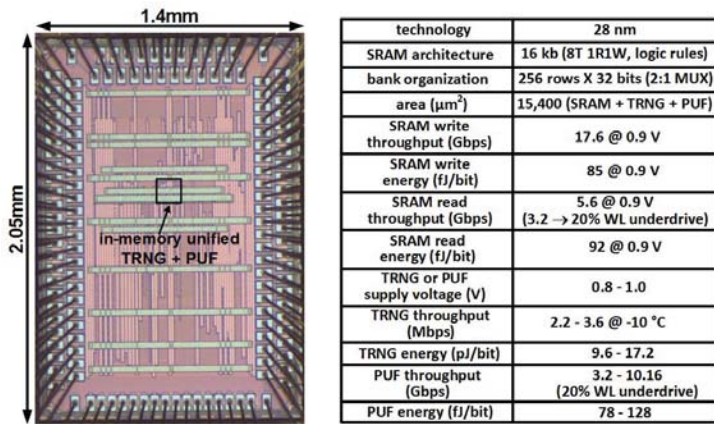 1.4mm
2.05mm
in-memory unified
TRNG + PUF
technology
28 nm
SRAM architecture
16 kb (8T 1R1W, logic rules)
bank organization
256 rows X 32 bits (2:1 MUX)
area (μm²)
15,400 (SRAM + TRNG + PUF)
SRAM write
throughput (Gbps)
17.6 @ 0.9 V
SRAM write
energy (fJ/bit)
85 @ 0.9 V
SRAM read
throughput (Gbps)
5.6 @ 0.9 V
(3.2 → 20% WL underdrive)
SRAM read
energy (fJ/bit)
92 @ 0.9 V
TRNG or PUF
supply voltage (V)
0.8 - 1.0
TRNG throughput
(Mbps)
2.2 - 3.6 @ -10 °C
TRNG energy (pJ/bit)
9.6 - 17.2
PUF throughput
(Gbps)
3.2 - 10.16
(20% WL underdrive)
PUF energy (fJ/bit)
78 - 128